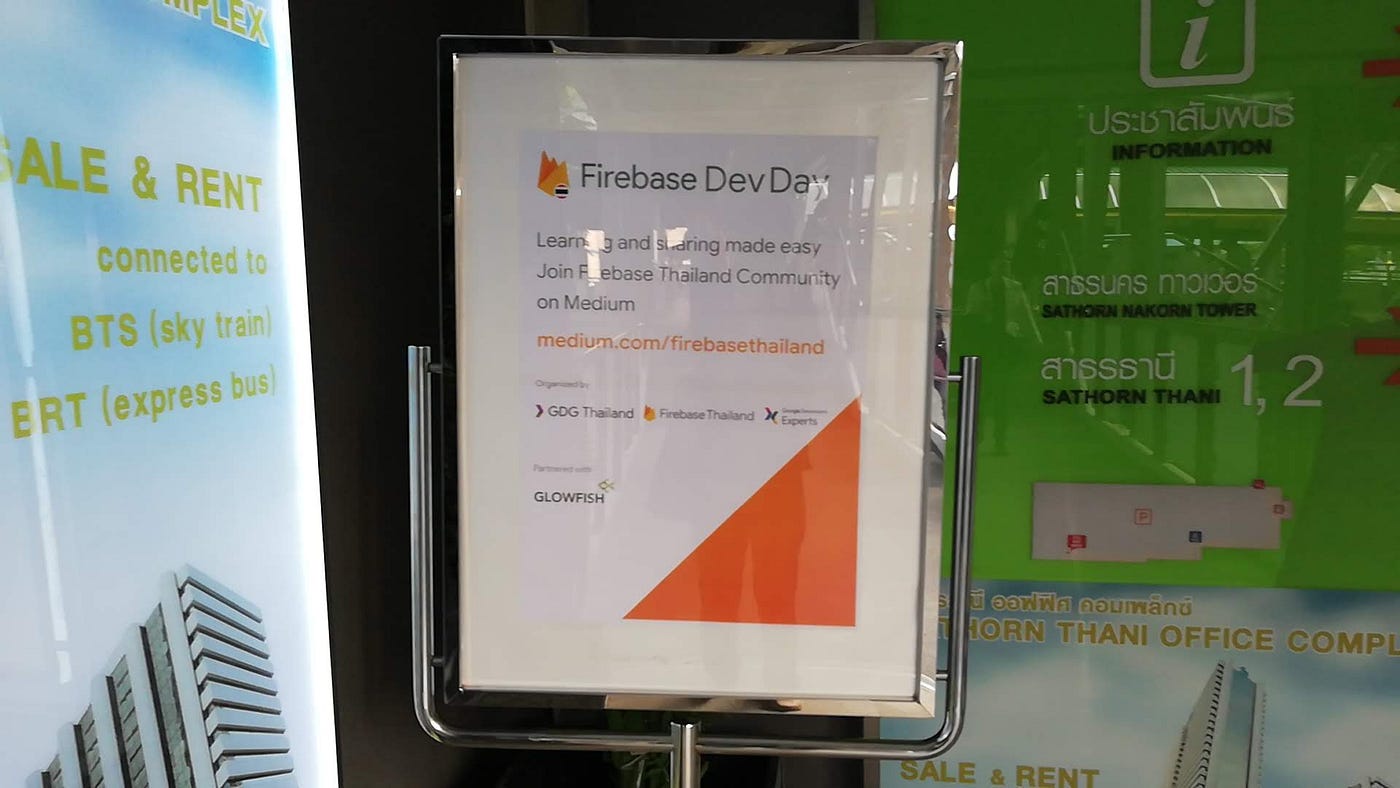 COMPLEX
SALE & RENT
connected to
BTS (sky train)
BRT (express bus)
Firebase Dev Day
Learning and sharing made easy
Join Firebase Thailand Community
on Medium
medium.com/firebasethailand
Organized by
GDG Thailand
Firebase Thailand
Google Developers
Experts
Partnered with
GLOWFISH
i
ประชาสัมพันธ์
INFORMATION
สาธรนคร ทาวเวอร์
SATHORN NAKORN TOWER
สาธรธานี
SATHORN THANI 1, 2
P
ออฟฟิศ คอมเพล็กซ์
THORN THANI OFFICE COMPL
SALE & RENT